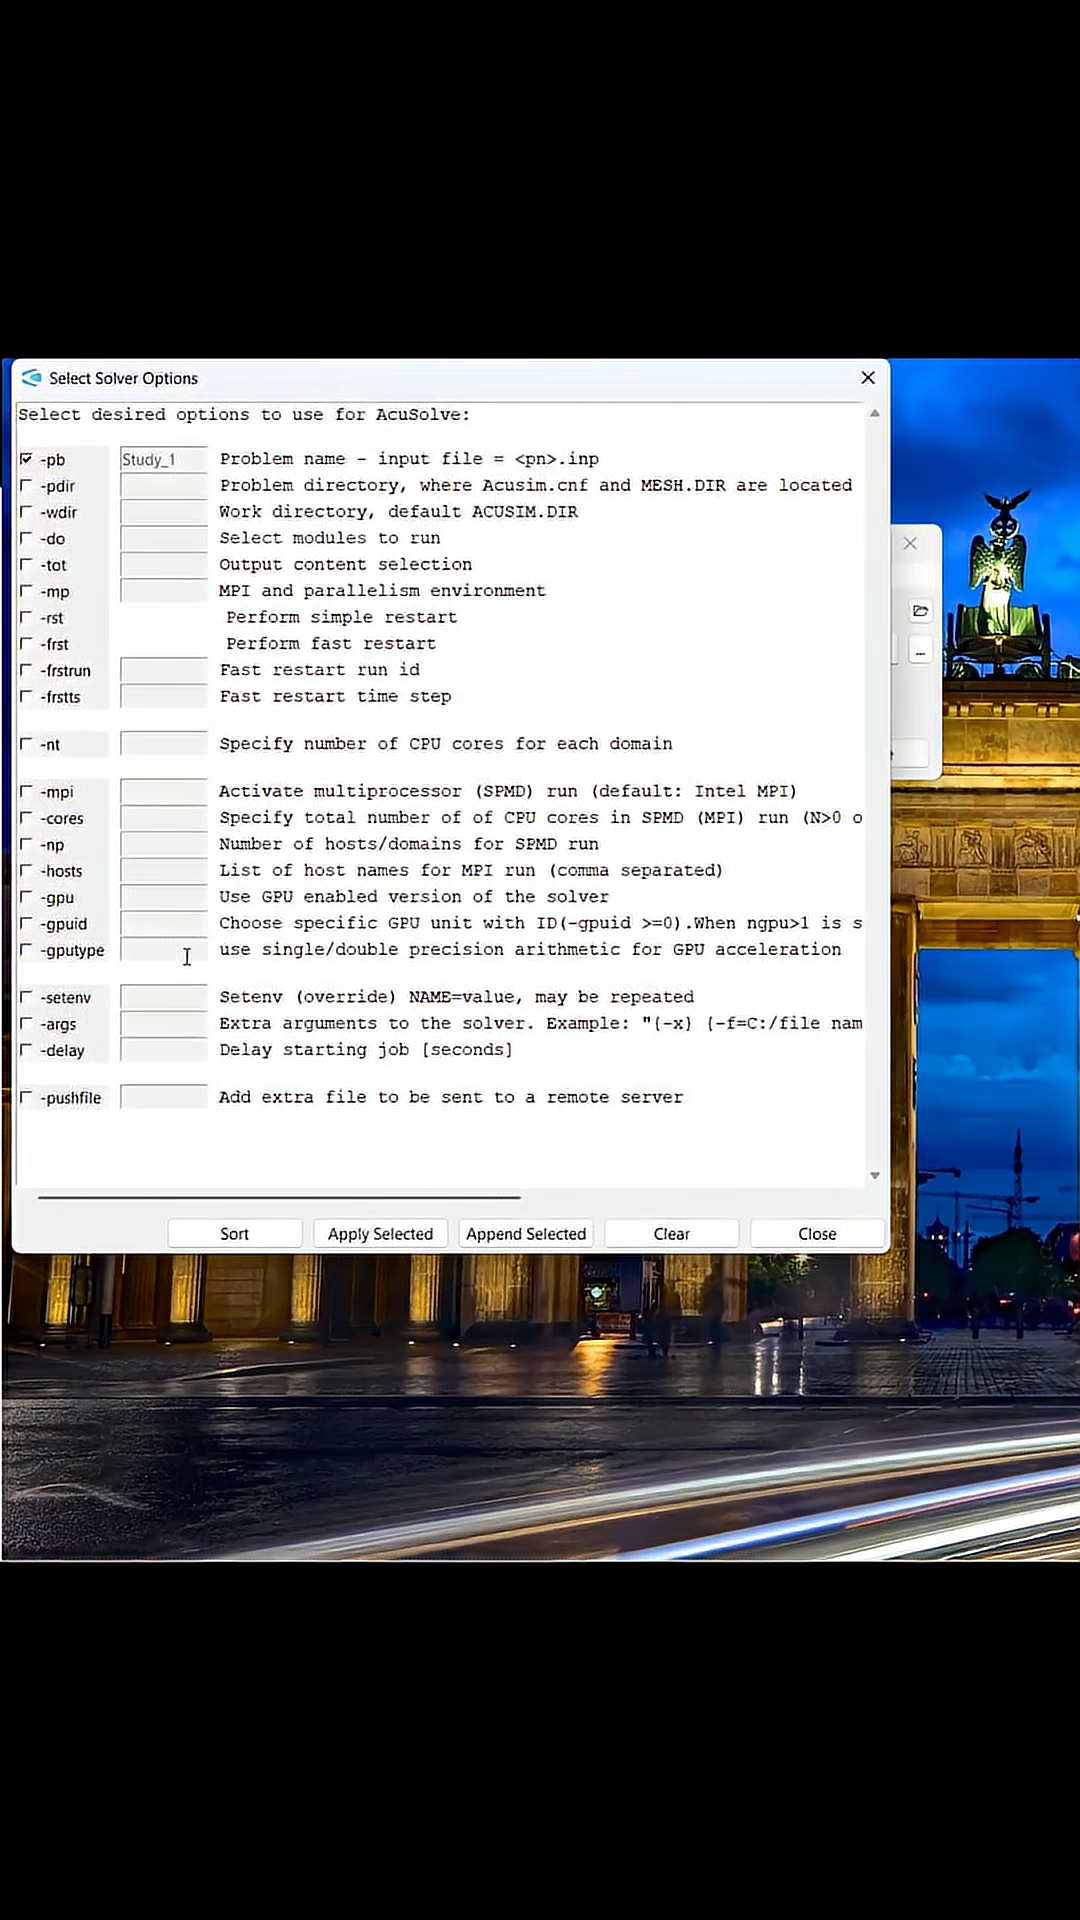 Select Solver Options
Select desired options to use for AcuSolve:
-pb Study_1 Problem name - input file = <pn>.inp
-pdir Problem directory, where Acusim.cnf and MESH.DIR are located
-wdir Work directory, default ACUSIM.DIR
-do Select modules to run
-tot Output content selection
-mp MPI and parallelism environment
-rst Perform simple restart
-frst Perform fast restart
-frstrun Fast restart run id
-frstts Fast restart time step
-nt Specify number of CPU cores for each domain
-mpi Activate multiprocessor (SPMD) run (default: Intel MPI)
-cores Specify total number of of CPU cores in SPMD (MPI) run (N>0 o
-np Number of hosts/domains for SPMD run
-hosts List of host names for MPI run (comma separated)
-gpu Use GPU enabled version of the solver
-gpuid Choose specific GPU unit with ID(-gpuid >=0).When ngpu>1 is s
-gputype use single/double precision arithmetic for GPU acceleration
-setenv Setenv (override) NAME=value, may be repeated
-args Extra arguments to the solver. Example: "(-x) (-f=C:/file nam
-delay Delay starting job [seconds]
-pushfile Add extra file to be sent to a remote server
Sort Apply Selected Append Selected Clear Close